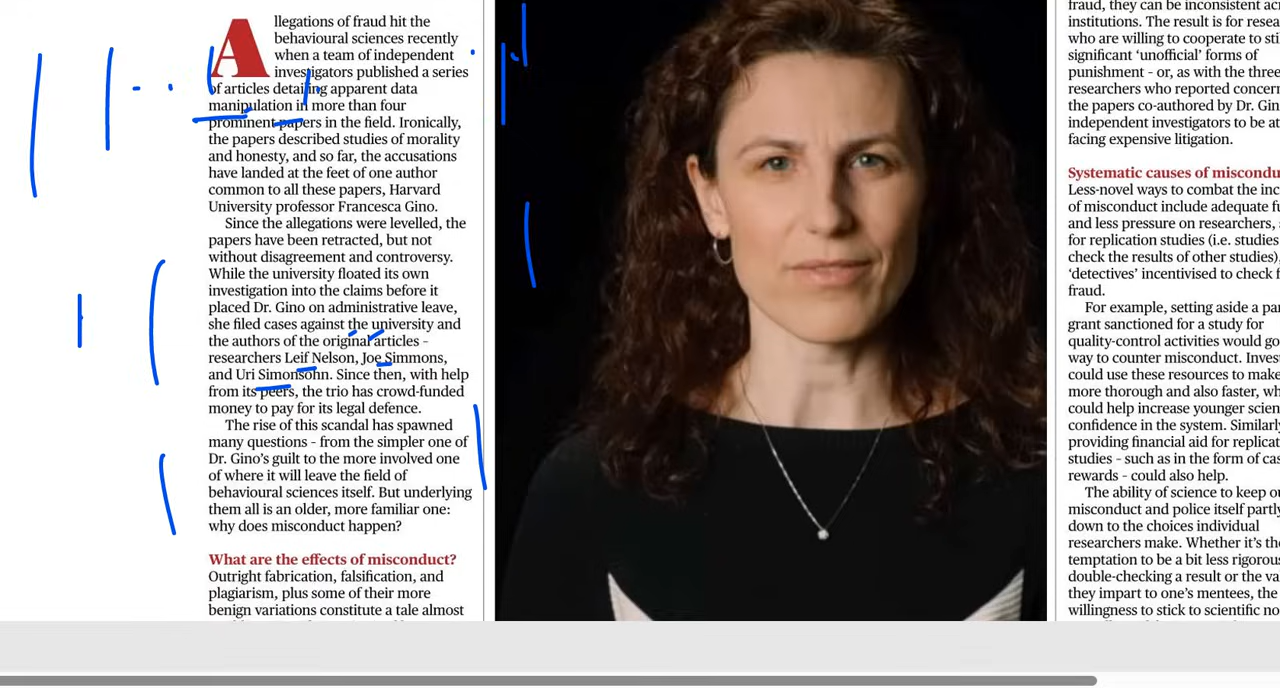 Allegations of fraud hit the
behavioural sciences recently
when a team of independent
investigators published a series
of articles detailing apparent data
manipulation in more than four
prominent papers in the field. Ironically,
the papers described studies of morality
and honesty, and so far, the accusations
have landed at the feet of one author
common to all these papers, Harvard
University professor Francesca Gino.
Since the allegations were levelled, the
papers have been retracted, but not
without disagreement and controversy.
While the university floated its own
investigation into the claims before it
placed Dr. Gino on administrative leave,
she filed cases against the university and
the authors of the original articles -
researchers Leif Nelson, Joe Simmons,
and Uri Simonsohn. Since then, with help
from its peers, the trio has crowd-funded
money to pay for its legal defence.
The rise of this scandal has spawned
many questions - from the simpler one of
Dr. Gino's guilt to the more involved one
of where it will leave the field of
behavioural sciences itself. But underlying
them all is an older, more familiar one:
why does misconduct happen?
What are the effects of misconduct?
Outright fabrication, falsification, and
plagiarism, plus some of their more
benign variations constitute a tale almost
fraud, they can be inconsistent
institutions. The result is for
who are willing to cooperate to
significant 'unofficial' forms of
punishment - or, as with the three
researchers who reported
the papers co-authored by Dr.
independent investigators to be
facing expensive litigation.
Systematic causes of
Less-novel ways to combat the
of misconduct include adequate
and less pressure on researchers,
for replication studies (i.e. studies
check the results of other studies),
'detectives' incentivised to check
fraud.
For example, setting aside a
grant sanctioned for a study for
quality-control activities would
way to counter misconduct.
could use these resources to make
more thorough and also faster,
could help increase younger
confidence in the system.
providing financial aid for
studies - such as in the form of
rewards - could also help.
The ability of science to keep
misconduct and police itself
down to the choices individual
researchers make. Whether it's
temptation to be a bit less
double-checking a result or the
they impart to one's mentees, the
willingness to stick to scientific